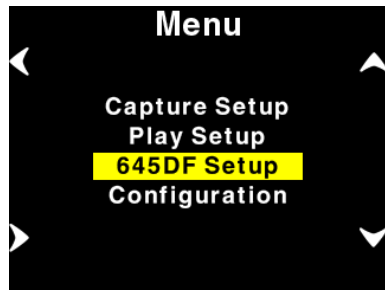 Menu
Capture Setup
Play Setup
645DF Setup
Configuration